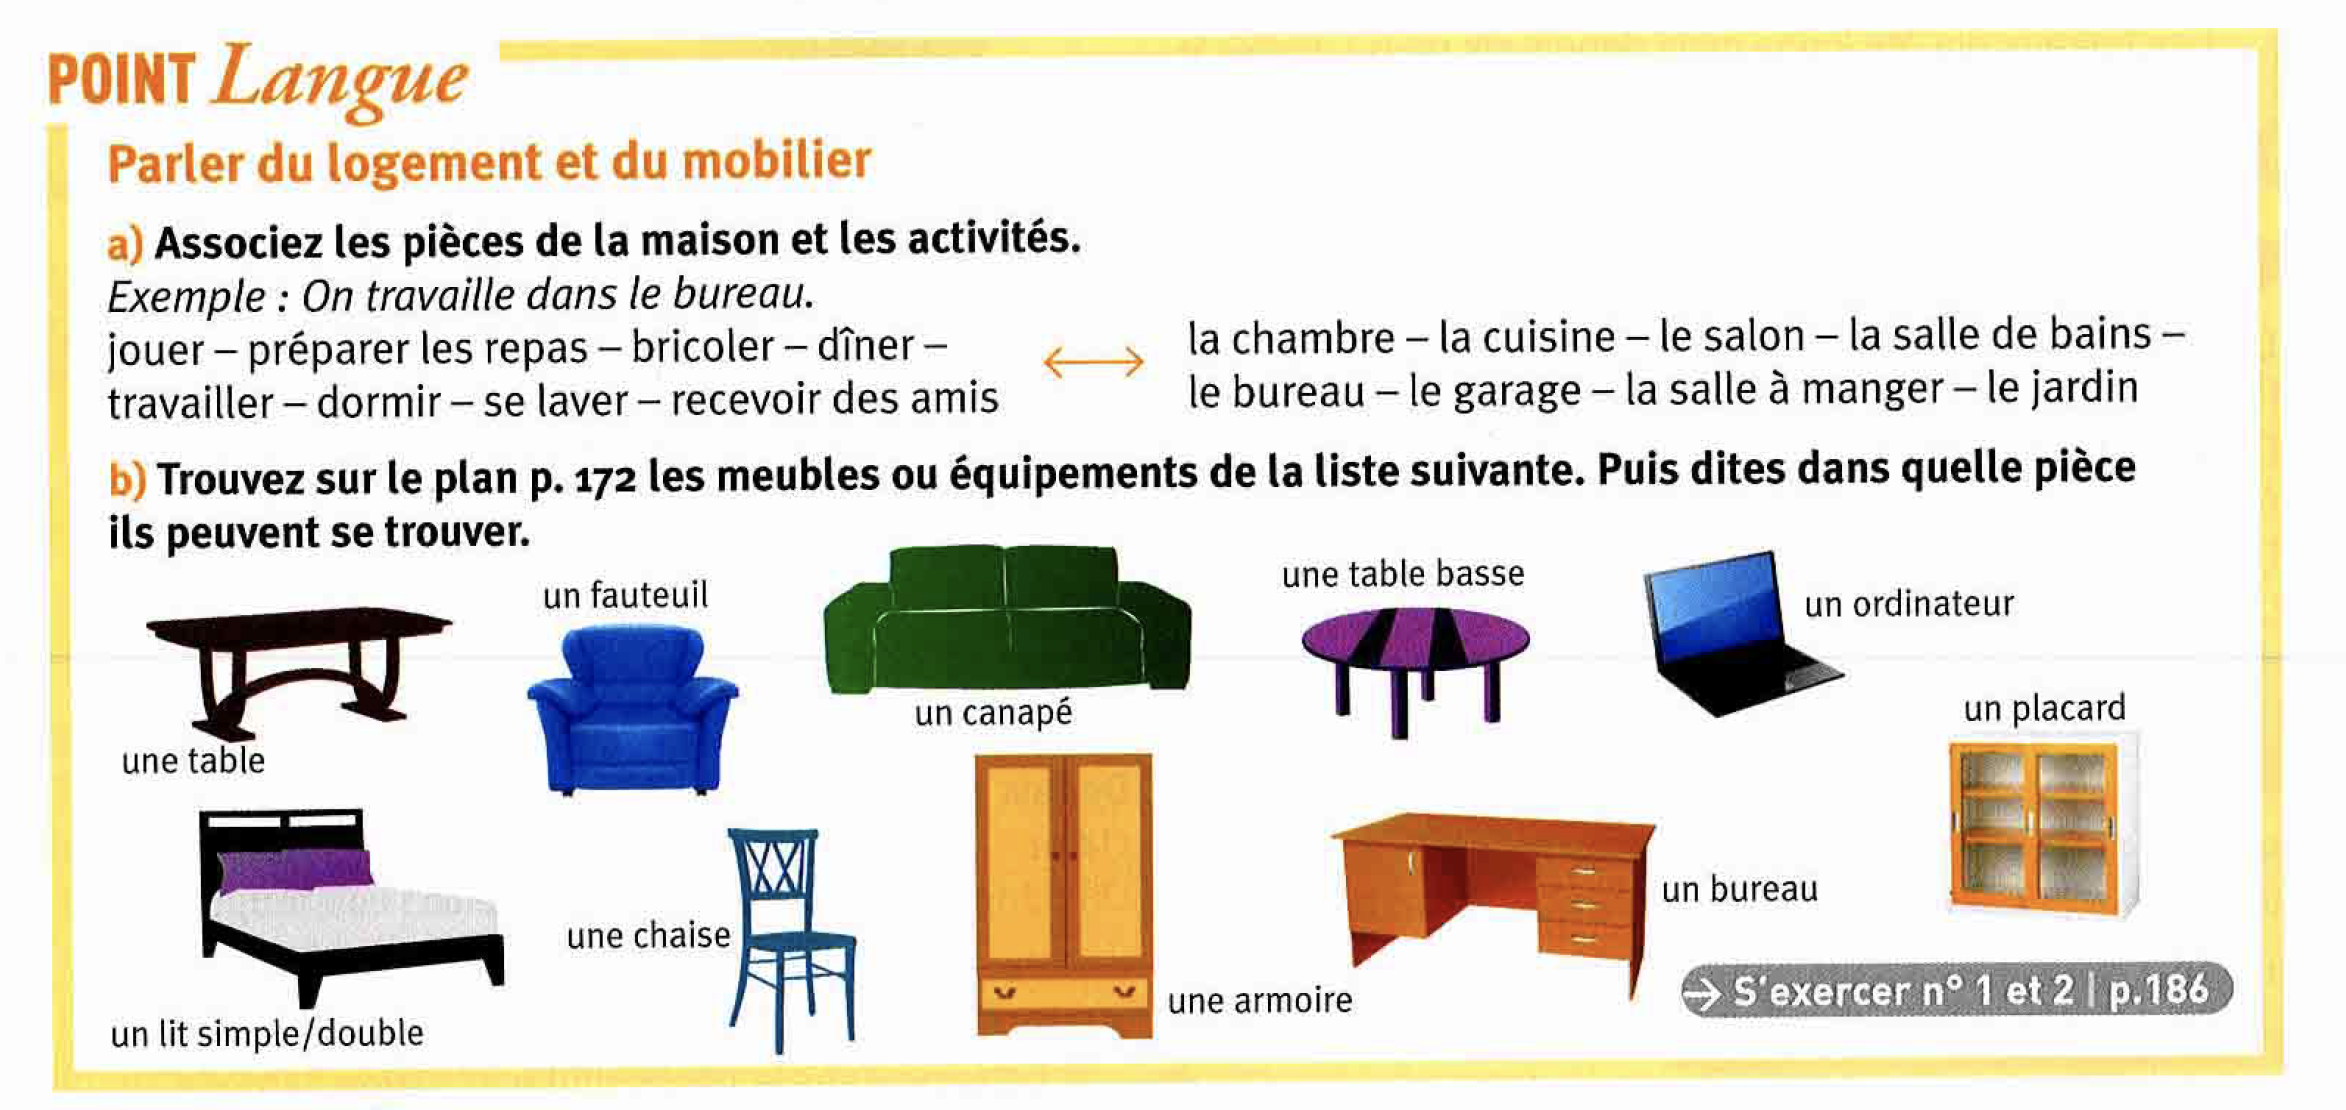 POINT Langue
Parler du logement et du mobilier
a) Associez les pièces de la maison et les activités.
Exemple : On travaille dans le bureau.
jouer – préparer les repas – bricoler – dîner –
travailler – dormir – se laver – recevoir des amis
la chambre – la cuisine – le salon – la salle de bains –
le bureau – le garage – la salle à manger – le jardin
b) Trouvez sur le plan p. 172 les meubles ou équipements de la liste suivante. Puis dites dans quelle pièce
ils peuvent se trouver.
une table
un fauteuil
un canapé
une table basse
un ordinateur
un placard
un lit simple/double
une chaise
une armoire
un bureau
→ S'exercer n° 1 et 2 | p.186